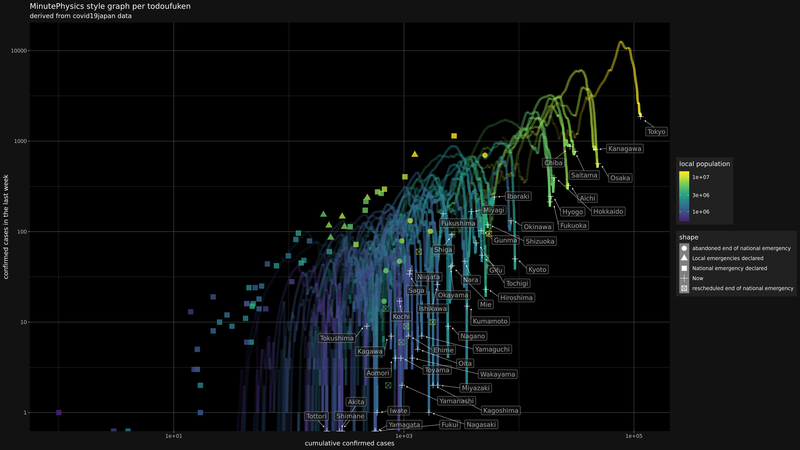 MinutePhysics style graph per todoufuken
derived from covid19japan data
10000
1000
100
10
1
1e+01
1e+03
1e+05
confirmed cases in the last week
cumulative confirmed cases
Tokyo
Kanagawa
Chiba
Saitama
Osaka
Aichi
Ibaraki
Hyogo
Hokkaido
Miyagi
Fukushima
Okinawa
Fukuoka
Gunma
Shizuoka
Shiga
Gifu
Kyoto
Niigata
Nara
Tochigi
Saga
Okayama
Hiroshima
Mie
Ishikawa
Kochi
Kumamoto
Tokushima
Nagano
Kagawa
Ehime
Yamaguchi
Oita
Aomori
Toyama
Wakayama
Miyazaki
Akita
Yamanashi
Tottori
Shimane
Iwate
Kagoshima
Yamagata
Fukui
Nagasaki
local population
1e+07
3e+06
1e+06
shape
abandoned end of national emergency
Local emergencies declared
National emergency declared
Now
rescheduled end of national emergency